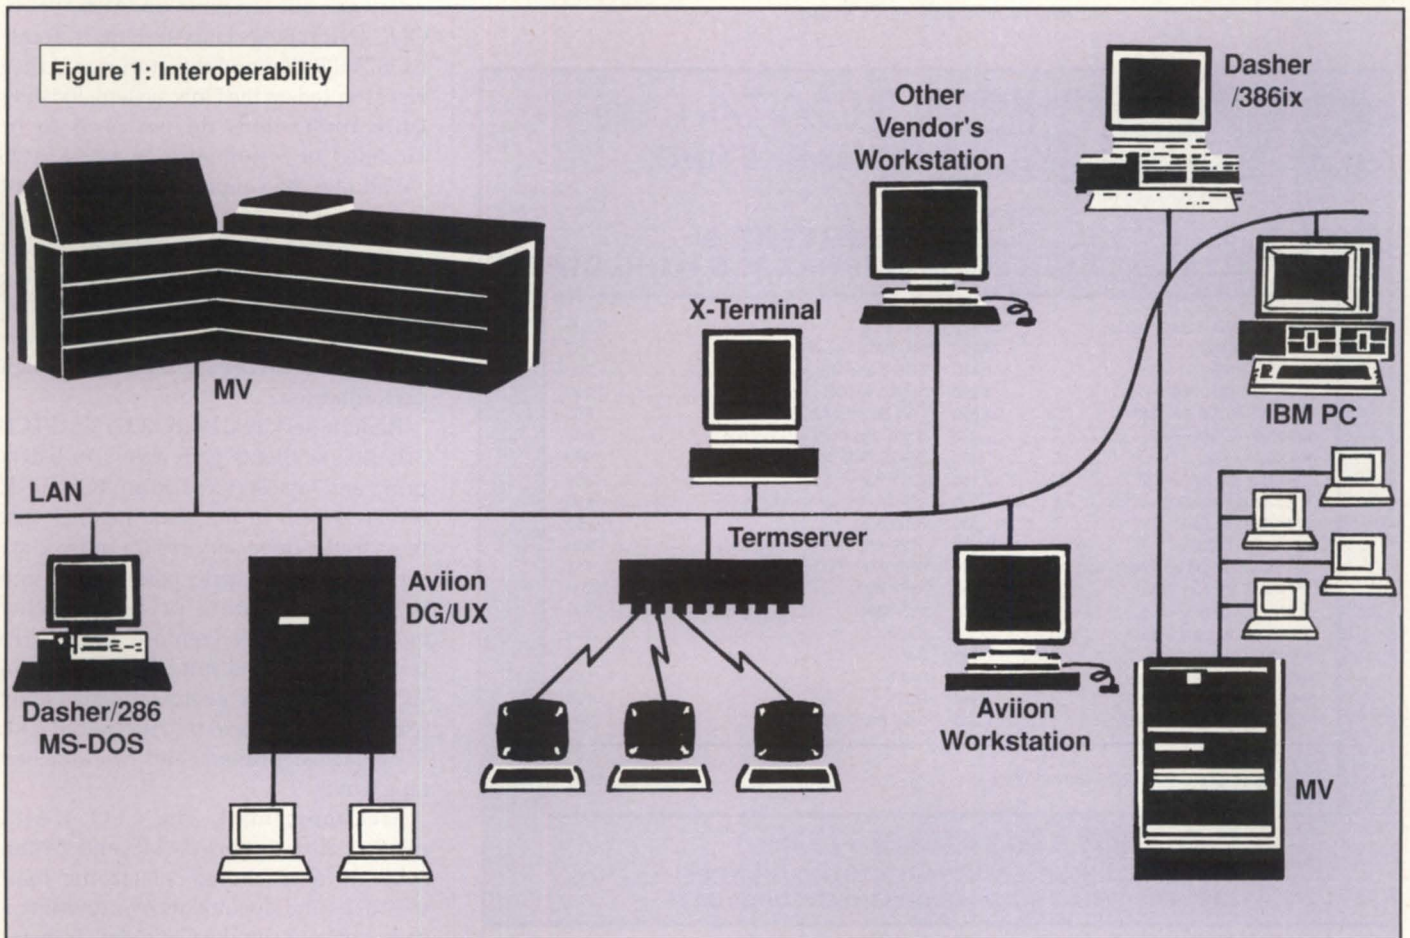 Figure 1: Interoperability
Dasher
/386ix
Other
Vendor's
Workstation
X-Terminal
MV
IBM PC
LAN
Termserver
Aviion
DG/UX
Dasher/286
MS-DOS
Aviion
Workstation
MV